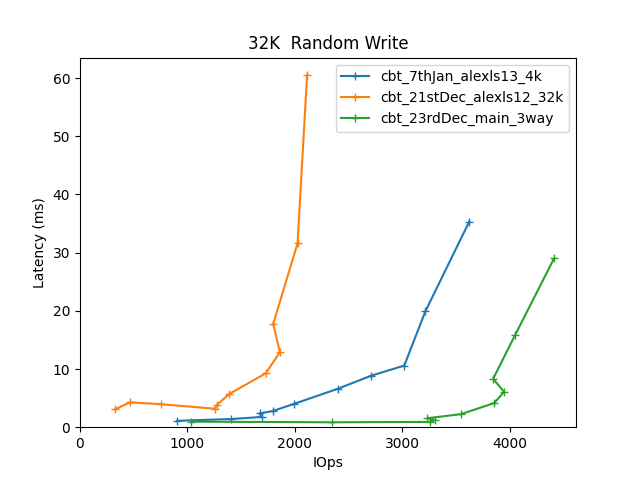 32K  Random Write
cbt_7thJan_alexls13_4k
cbt_21stDec_alexls12_32k
cbt_23rdDec_main_3way
Latency (ms)
60
50
40
30
20
10
0
0 1000 2000 3000 4000
IOps